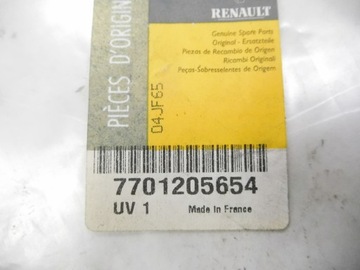 RENAULT
PIÈCES D'ORIGIN
Genuine Spare Parts
Original - Ersatzteile
Piezas de Recambio de Origen
Ricambi Originali
Peças-Sobresselentes de Origem
04JF65
7701205654
UV 1 Made in France